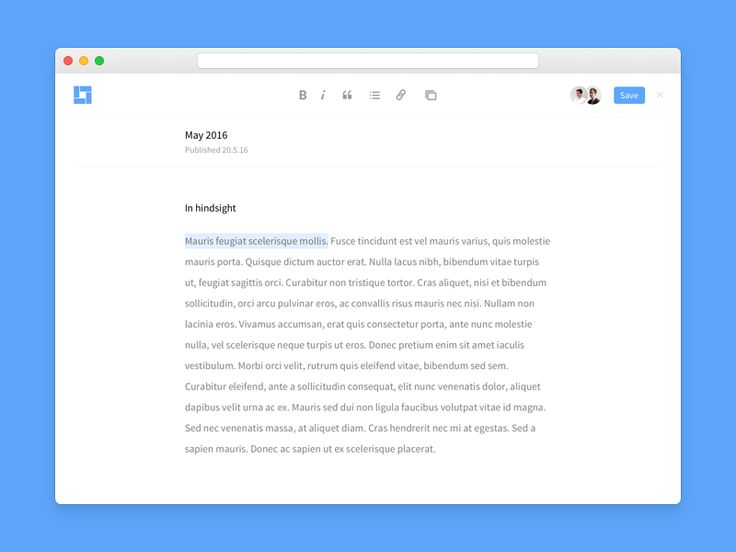 B i
Save
May 2016
Published 20.5.16
In hindsight
Mauris feugiat scelerisque mollis. Fusce tincidunt est vel mauris varius, quis molestie
mauris porta. Quisque dictum auctor erat. Nulla lacus nibh, bibendum vitae turpis
ut, feugiat sagittis orci. Curabitur non tristique tortor. Cras aliquet, nisi et bibendum
sollicitudin, orci arcu pulvinar eros, ac convallis risus mauris nec nisi. Nullam non
lacinia eros. Vivamus accumsan, erat quis consectetur porta, ante nunc molestie
nulla, vel scelerisque neque turpis ut eros. Donec pretium enim sit amet iaculis
vestibulum. Morbi orci velit, rutrum quis eleifend vitae, bibendum sed sem.
Curabitur eleifend, ante a sollicitudin consequat, elit nunc venenatis dolor, aliquet
dapibus velit urna ac ex. Mauris sed dui non ligula faucibus volutpat vitae id magna.
Sed nec venenatis massa, at aliquet diam. Cras hendrerit nec mi at egestas. Sed a
sapien mauris. Donec ac sapien ut ex scelerisque placerat.